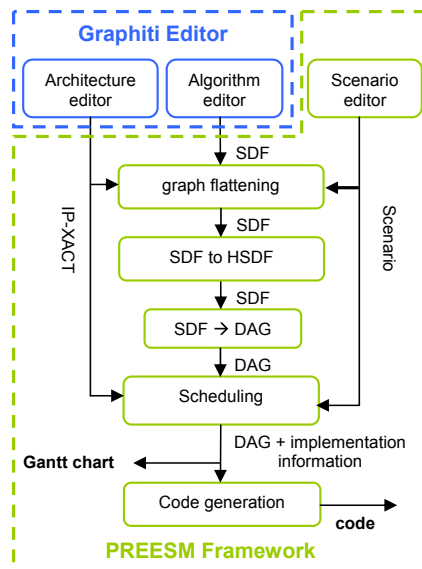 Graphiti Editor
Architecture
editor
Algorithm
editor
Scenario
editor
SDF
graph flattening
IP-XACT
Scenario
SDF
SDF to HSDF
SDF
SDF → DAG
DAG
Scheduling
DAG + implementation
information
Gantt chart
Code generation
code
PREESM Framework